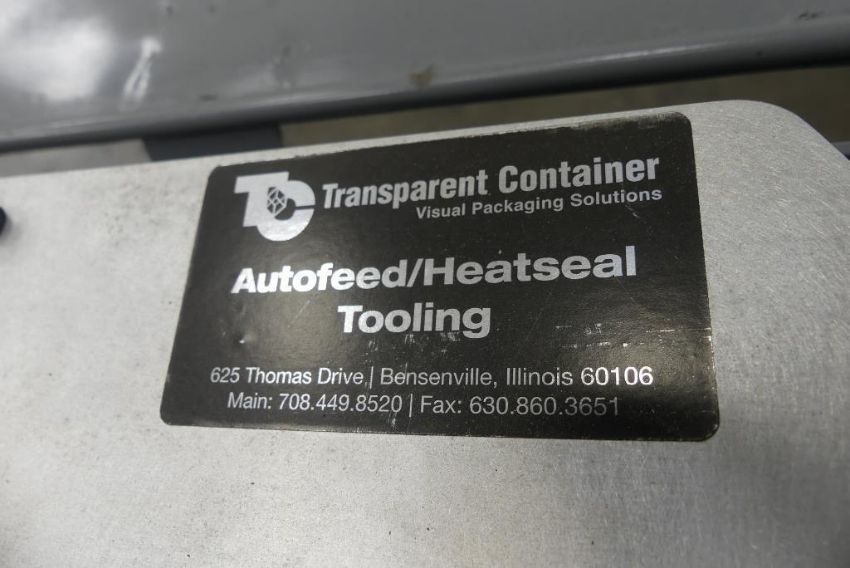 TC Transparent Container
Visual Packaging Solutions
Autofeed/Heatseal
Tooling
625 Thomas Drive | Bensenville, Illinois 60106
Main: 708.449.8520 | Fax: 630.860.3651